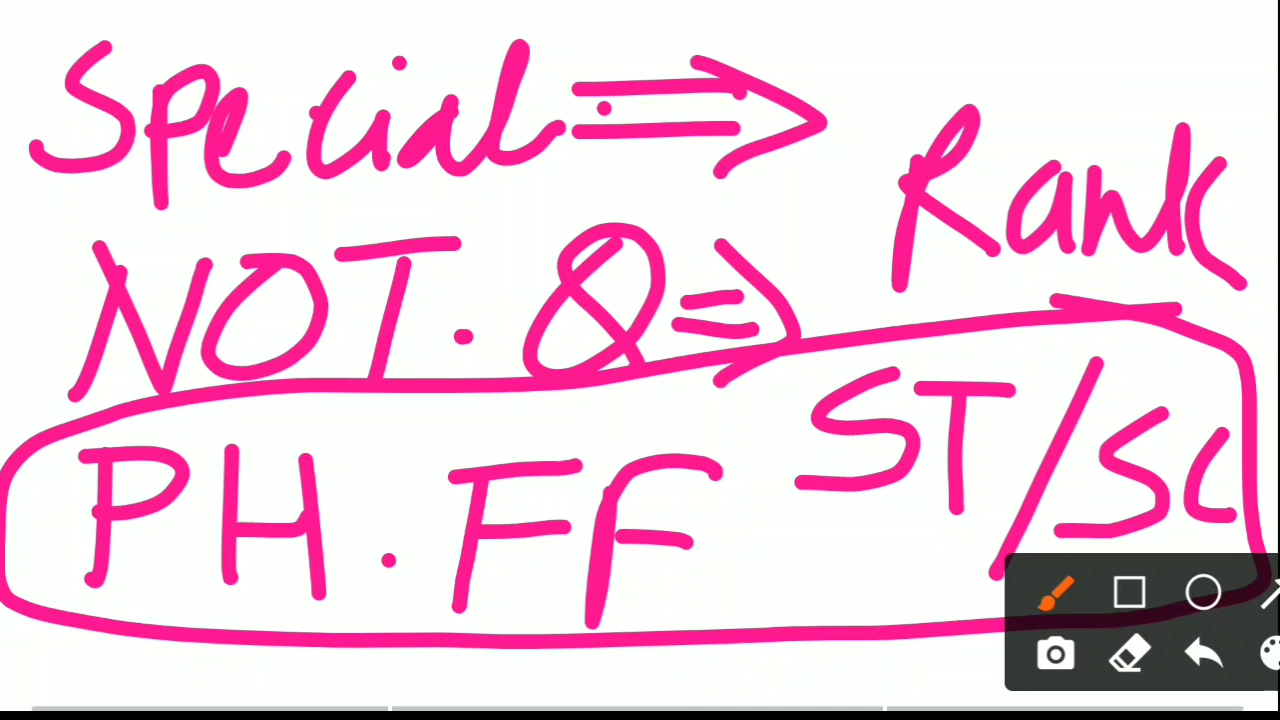 Special ⇒ Rank
NOT. Q ⇒
PH. FF ST/SC